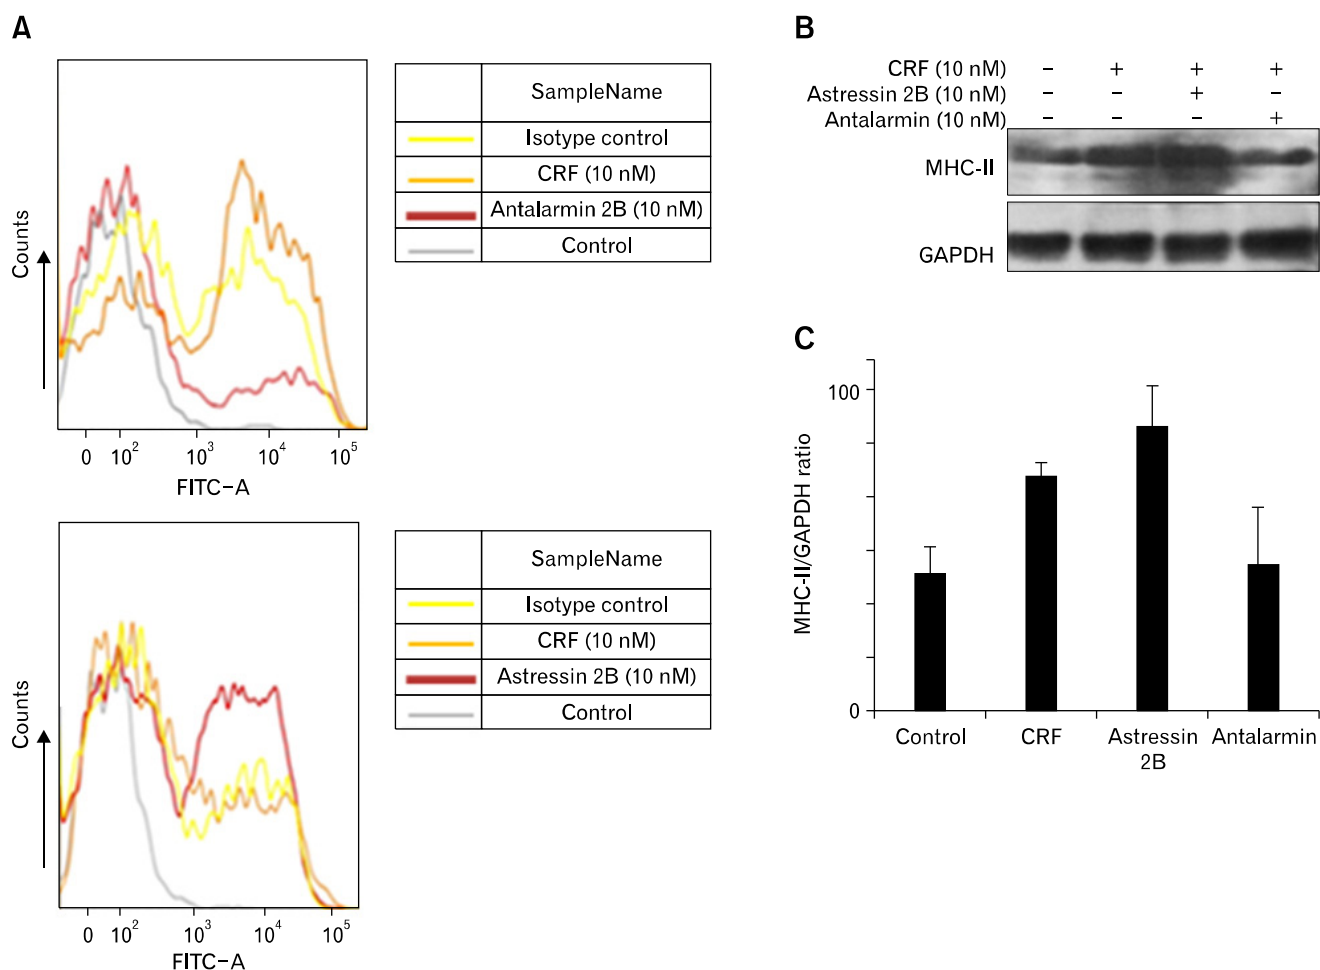 A
Counts
0 10² 10³ 10⁴ 10⁵
FITC-A
SampleName
Isotype control
CRF (10 nM)
Antalarmin 2B (10 nM)
Control
Counts
0 10² 10³ 10⁴ 10⁵
FITC-A
SampleName
Isotype control
CRF (10 nM)
Astressin 2B (10 nM)
Control
B
CRF (10 nM) − + + +
Astressin 2B (10 nM) − − + −
Antalarmin (10 nM) − − − +
MHC-II
GAPDH
C
MHC-II/GAPDH ratio
100
0
Control CRF Astressin Antalarmin
2B